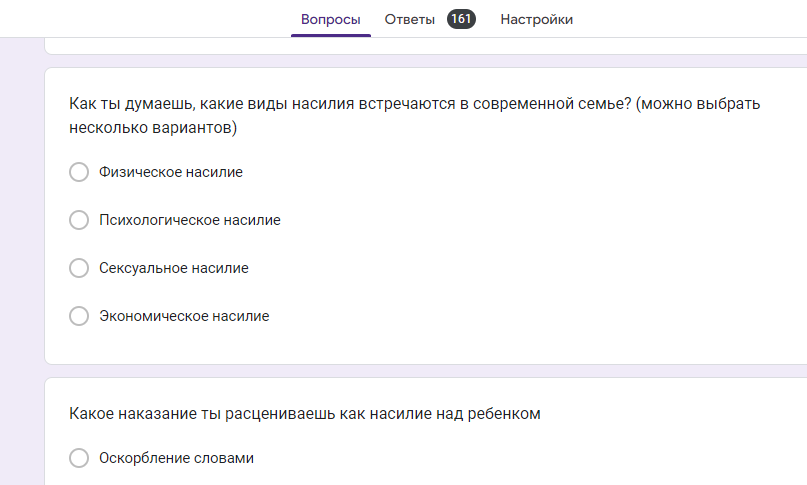 Вопросы Ответы 161 Настройки
Как ты думаешь, какие виды насилия встречаются в современной семье? (можно выбрать
несколько вариантов)
Физическое насилие
Психологическое насилие
Сексуальное насилие
Экономическое насилие
Какое наказание ты расцениваешь как насилие над ребенком
Оскорбление словами